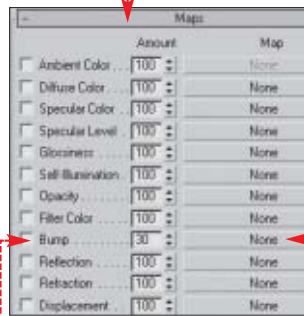 - Maps
Amount Map
Ambient Color . . . 100 None
Diffuse Color . . . . 100 None
Specular Color . . 100 None
Specular Level . . 100 None
Glossiness . . . . . . 100 None
Self-Illumination . 100 None
Opacity . . . . . . . . 100 None
Filter Color . . . . . 100 None
Bump . . . . . . . . . 30 None
Reflection . . . . . . 100 None
Refraction . . . . . 100 None
Displacement . . 100 None